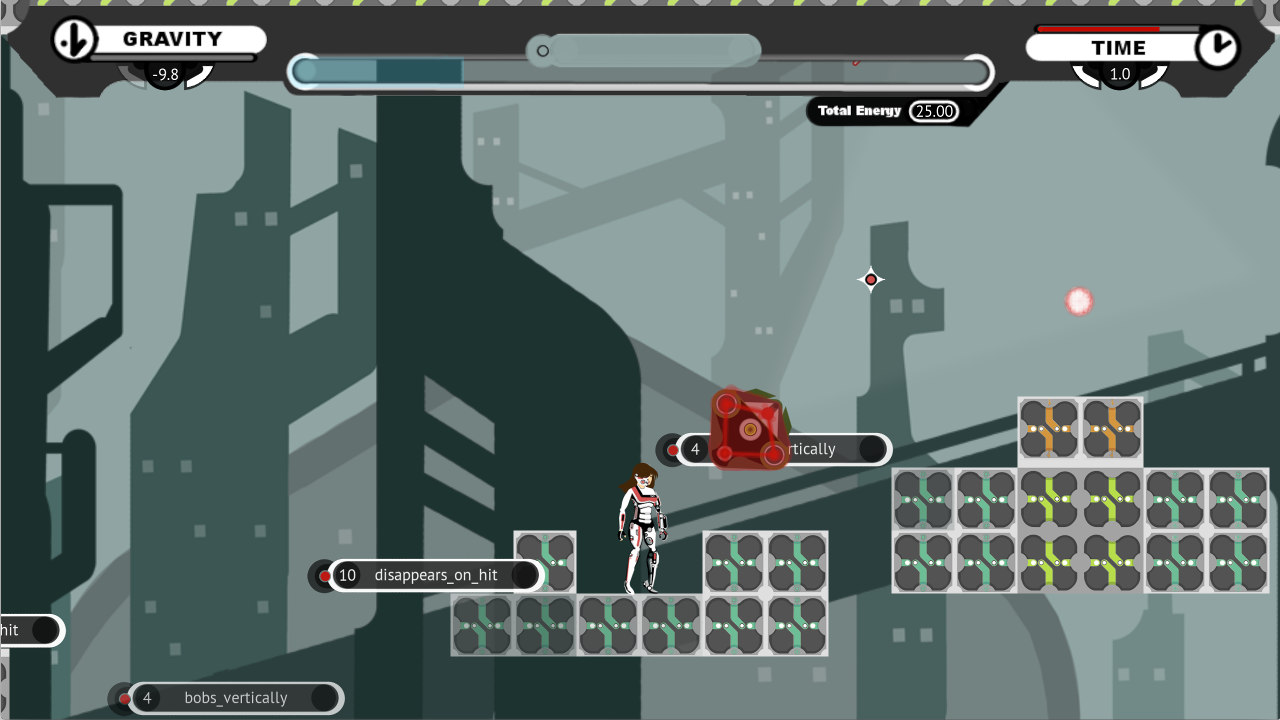 GRAVITY
-9.8
TIME
1.0
Total Energy 25.00
4 rtically
10 disappears_on_hit
hit
4 bobs_vertically